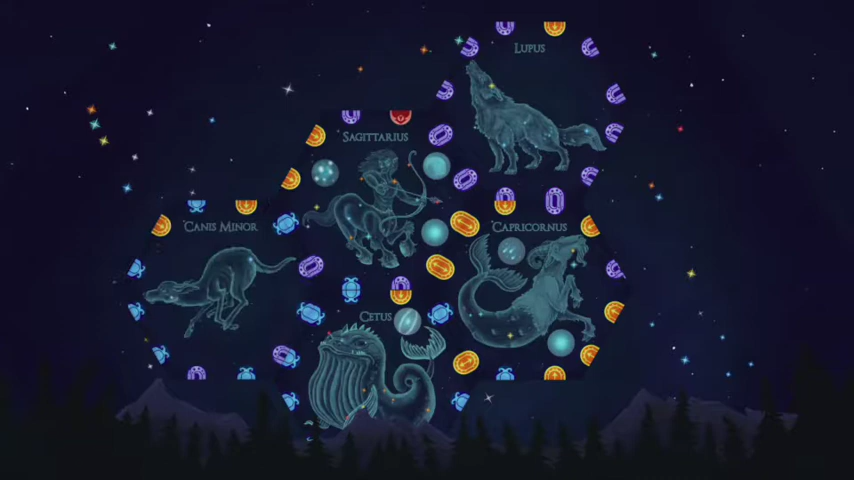 LUPUS
SAGITTARIUS
CANIS MINOR
CAPRICORNUS
CETUS